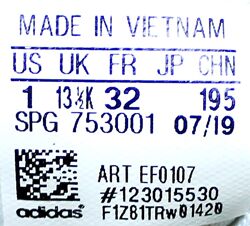 MADE IN VIETNAM
US UK FR JP CHN
1 13½K 32 195
SPG 753001 07/19
ART EF0107
#123015530
adidas F1Z81TRw01420